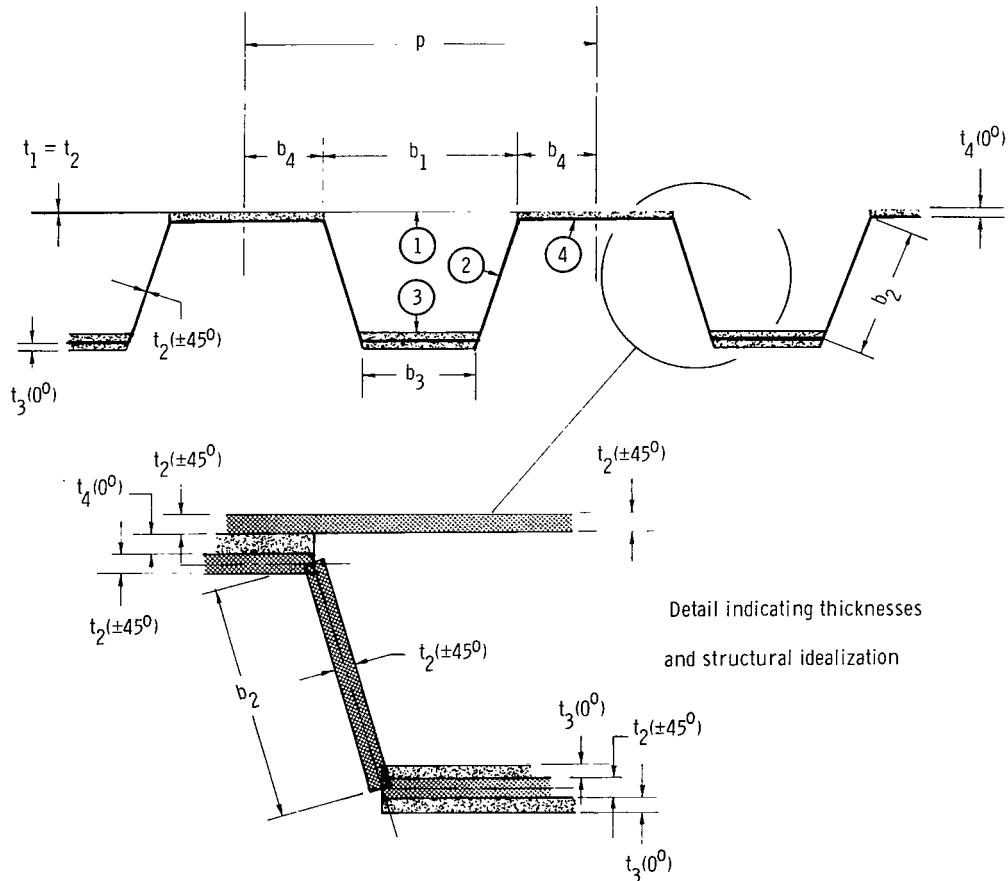 p
b4 b1 b4
t1 = t2
t4(0°)
1
2
3
4
t2(±45°)
b2
t3(0°)
b3
t2(±45°)
t2(±45°)
t4(0°)
t2(±45°)
Detail indicating thicknesses
and structural idealization
t2(±45°)
b2
t3(0°)
t2(±45°)
t3(0°)